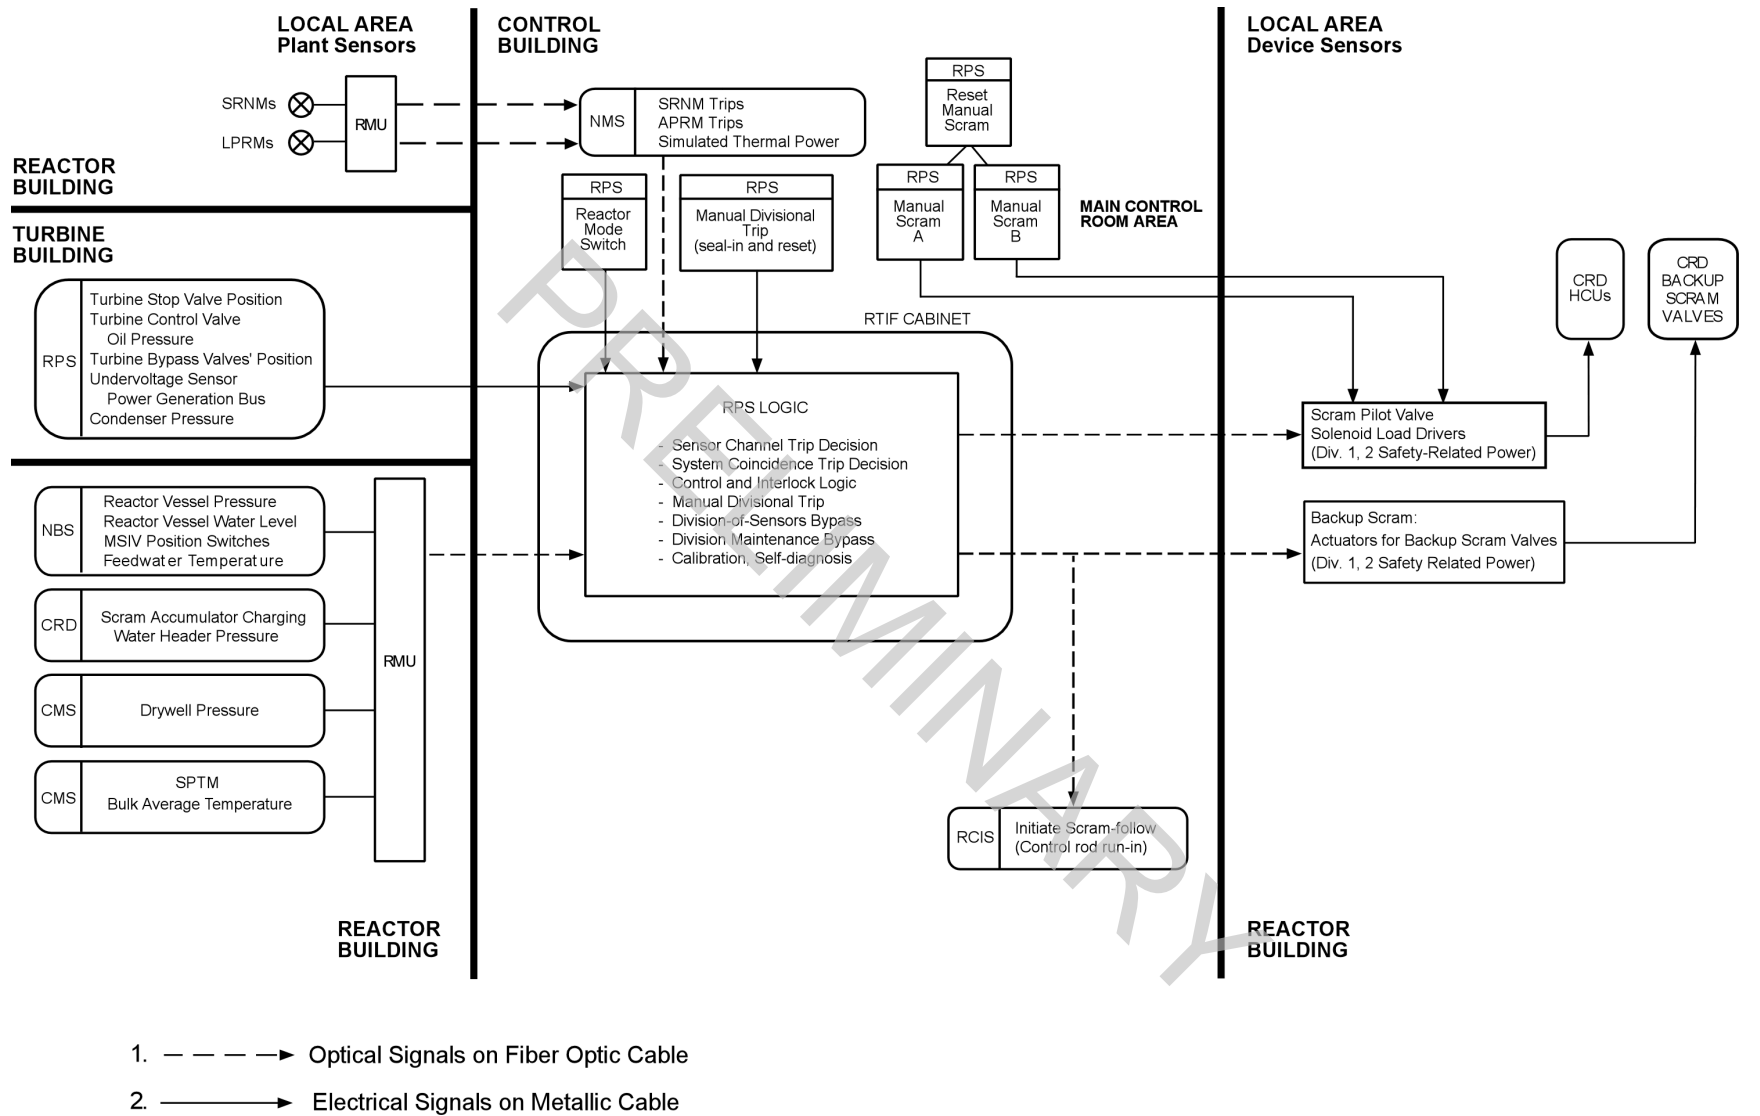 LOCAL AREA
Plant Sensors
CONTROL
BUILDING
LOCAL AREA
Device Sensors
SRNMs
LPRMs
RMU
REACTOR
BUILDING
NMS
SRNM Trips
APRM Trips
Simulated Thermal Power
RPS
Reset
Manual
Scram
RPS
Reactor
Mode
Switch
RPS
Manual Divisional
Trip
(seal-in and reset)
RPS
Manual
Scram
A
RPS
Manual
Scram
B
MAIN CONTROL
ROOM AREA
TURBINE
BUILDING
RPS
Turbine Stop Valve Position
Turbine Control Valve
Oil Pressure
Turbine Bypass Valves' Position
Undervoltage Sensor
Power Generation Bus
Condenser Pressure
RTIF CABINET
RPS LOGIC
- Sensor Channel Trip Decision
- System Coincidence Trip Decision
- Control and Interlock Logic
- Manual Divisional Trip
- Division-of-Sensors Bypass
- Division Maintenance Bypass
- Calibration, Self-diagnosis
CRD
HCUs
CRD
BACKUP
SCRAM
VALVES
Scram Pilot Valve
Solenoid Load Drivers
(Div. 1, 2 Safety-Related Power)
Backup Scram:
Actuators for Backup Scram Valves
(Div. 1, 2 Safety Related Power)
NBS
Reactor Vessel Pressure
Reactor Vessel Water Level
MSIV Position Switches
Feedwater Temperature
CRD
Scram Accumulator Charging
Water Header Pressure
CMS
Drywell Pressure
CMS
SPTM
Bulk Average Temperature
RMU
RCIS
Initiate Scram-follow
(Control rod run-in)
REACTOR
BUILDING
REACTOR
BUILDING
PRELIMINARY
1. Optical Signals on Fiber Optic Cable
2. Electrical Signals on Metallic Cable